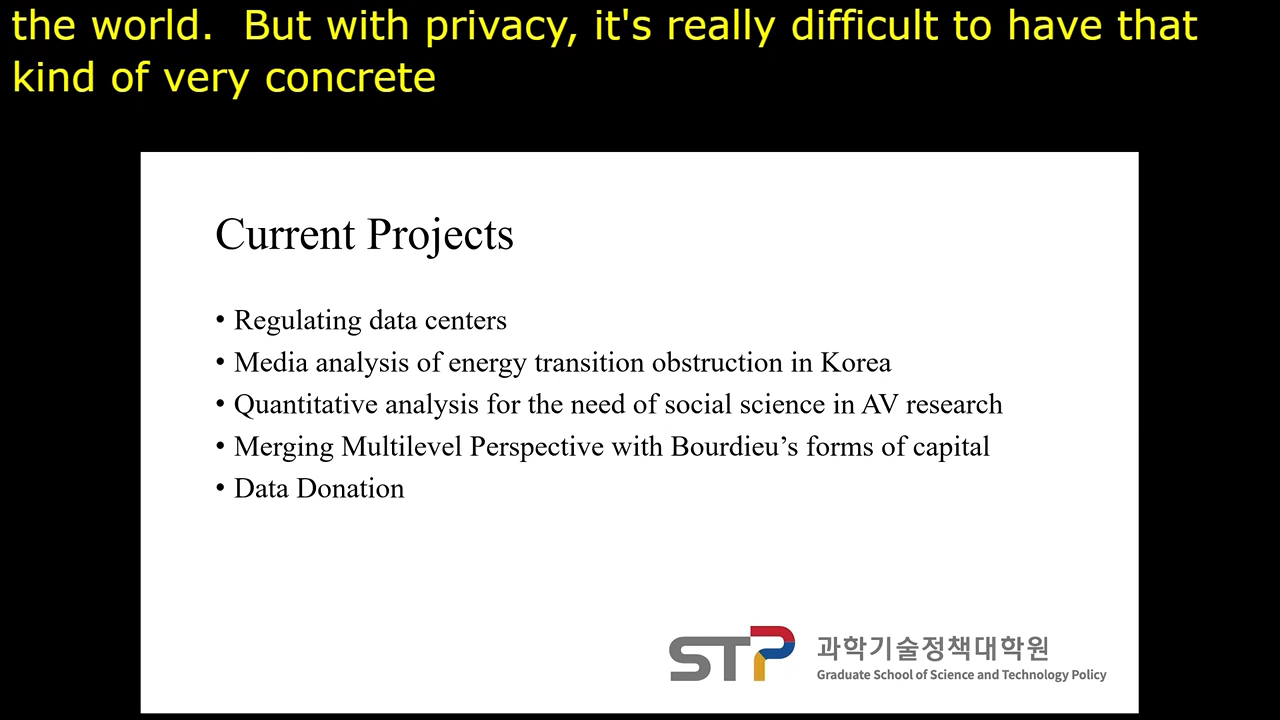 the world.  But with privacy, it's really difficult to have that
kind of very concrete
Current Projects
• Regulating data centers
• Media analysis of energy transition obstruction in Korea
• Quantitative analysis for the need of social science in AV research
• Merging Multilevel Perspective with Bourdieu’s forms of capital
• Data Donation
STP 과학기술정책대학원
Graduate School of Science and Technology Policy